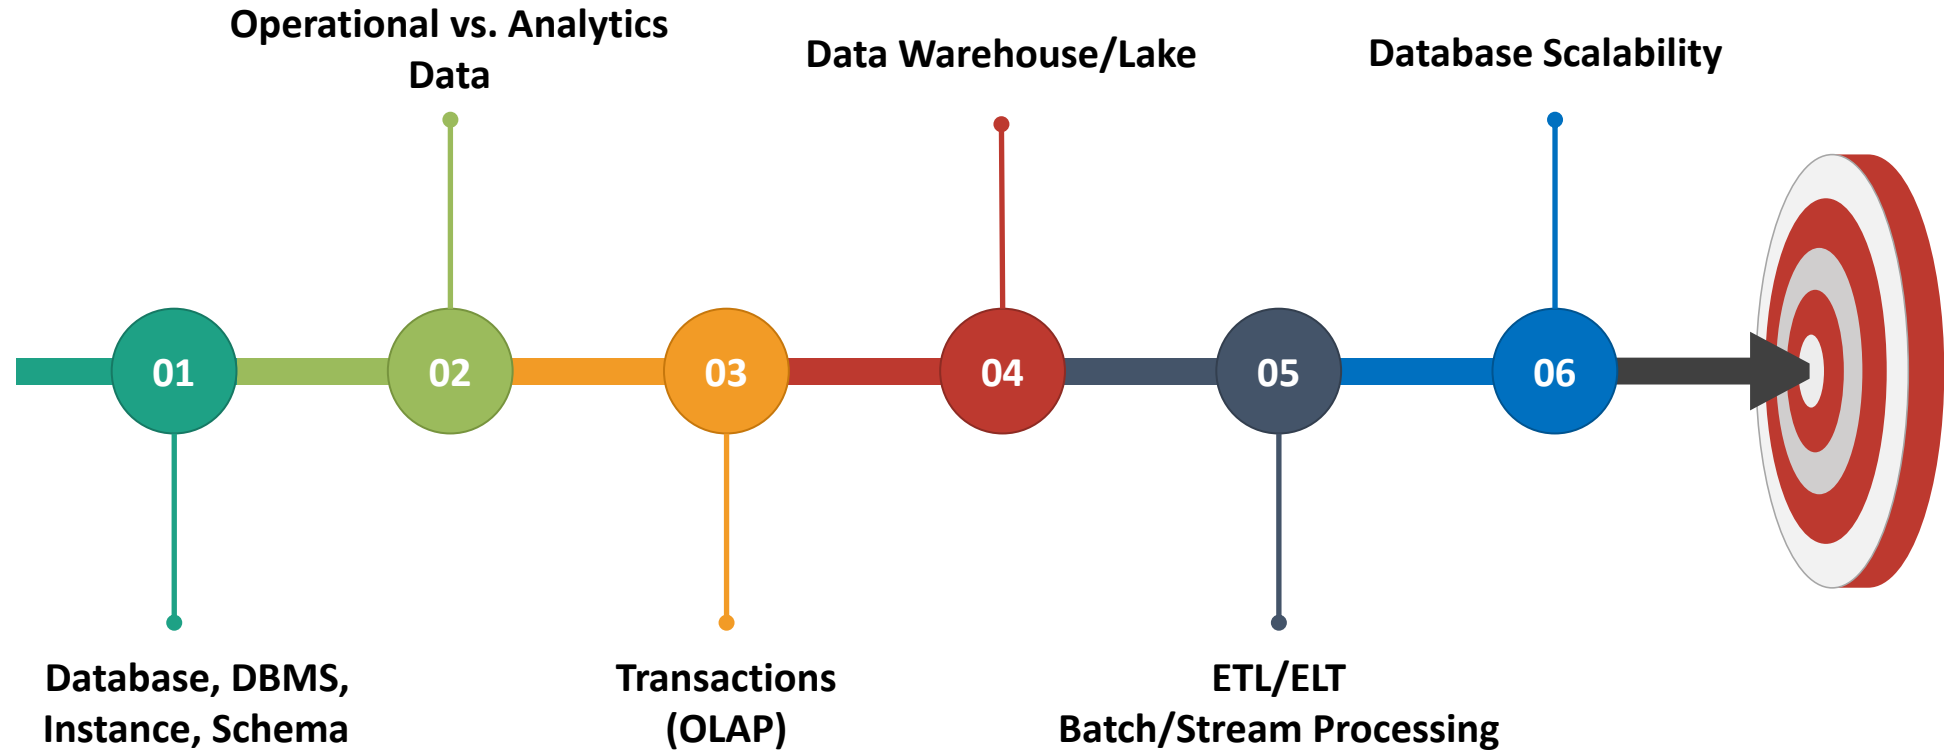 Operational vs. Analytics
Data
Data Warehouse/Lake
Database Scalability
01
02
03
04
05
06
Database, DBMS,
Instance, Schema
Transactions
(OLAP)
ETL/ELT
Batch/Stream Processing